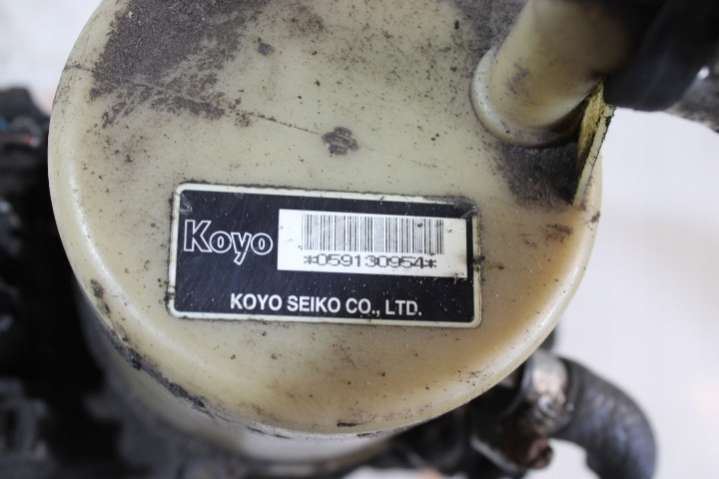 Koyo
*059130954*
KOYO SEIKO CO., LTD.